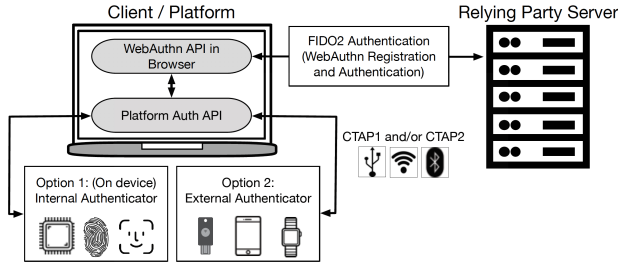 Client / Platform
Relying Party Server
WebAuthn API in
Browser
FIDO2 Authentication
(WebAuthn Registration
and Authentication)
Platform Auth API
CTAP1 and/or CTAP2
Option 1: (On device)
Internal Authenticator
Option 2:
External Authenticator